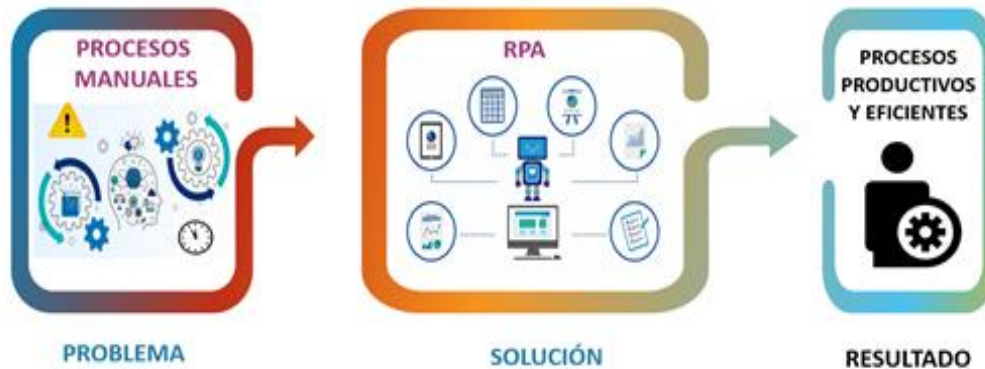 PROCESOS
MANUALES
RPA
PROCESOS
PRODUCTIVOS
Y EFICIENTES
PROBLEMA
SOLUCIÓN
RESULTADO